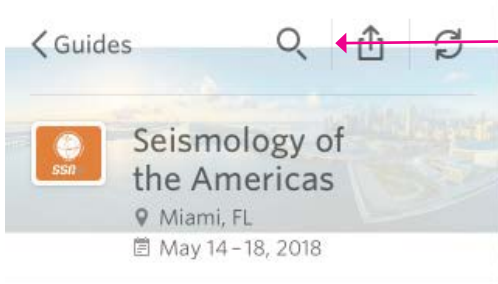 Guides
SSA
Seismology of
the Americas
Miami, FL
May 14–18, 2018